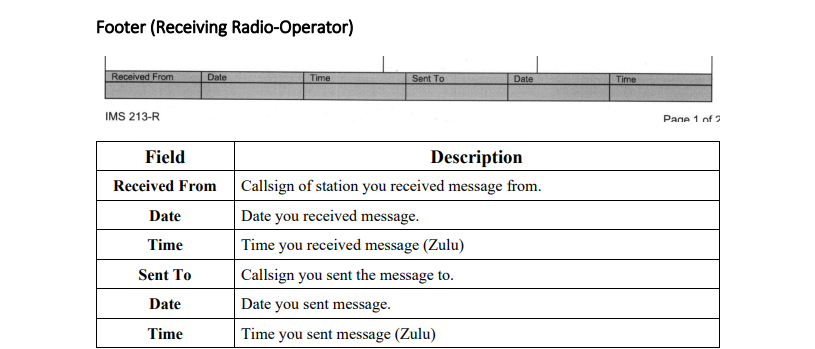 Footer (Receiving Radio-Operator)
Received From Date Time Sent To Date Time
IMS 213-R Page 1 of 2
Field Description
Received From Callsign of station you received message from.
Date Date you received message.
Time Time you received message (Zulu)
Sent To Callsign you sent the message to.
Date Date you sent message.
Time Time you sent message (Zulu)